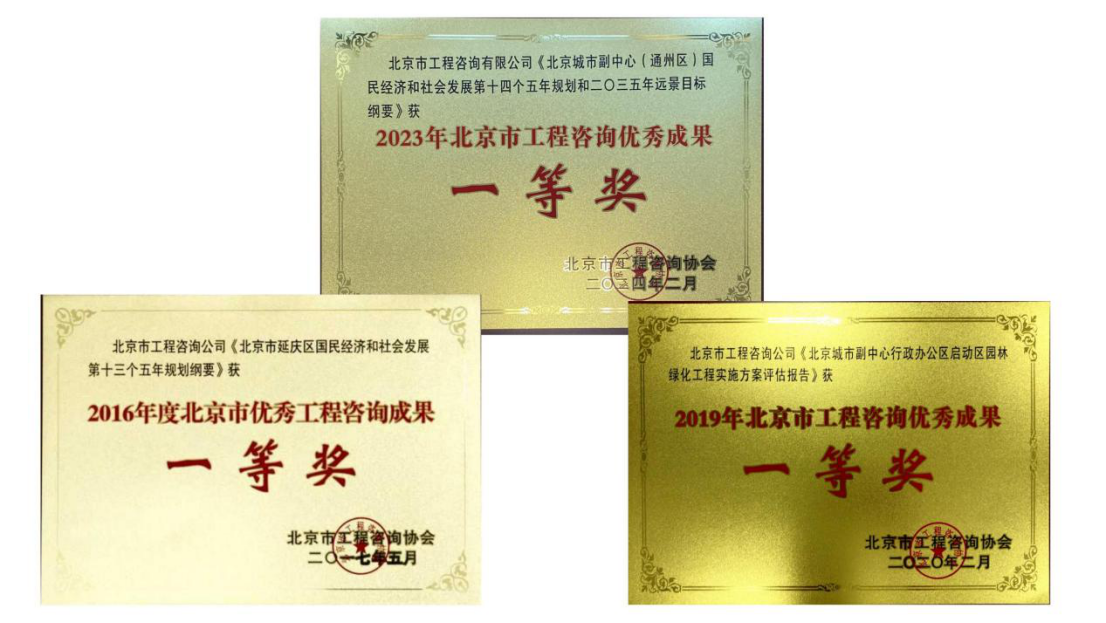 北京市工程咨询有限公司《北京城市副中心（通州区）国
民经济和社会发展第十四个五年规划和二〇三五年远景目标
纲要》获
2023年北京市工程咨询优秀成果
一等奖
北京市工程咨询协会
二〇二四年二月
北京市工程咨询公司《北京市延庆区国民经济和社会发展
第十三个五年规划纲要》获
2016年度北京市优秀工程咨询成果
一等奖
北京市工程咨询协会
二〇一七年五月
北京市工程咨询公司《北京城市副中心行政办公区启动区园林
绿化工程实施方案评估报告》获
2019年北京市工程咨询优秀成果
一等奖
北京市工程咨询协会
二〇二〇年二月